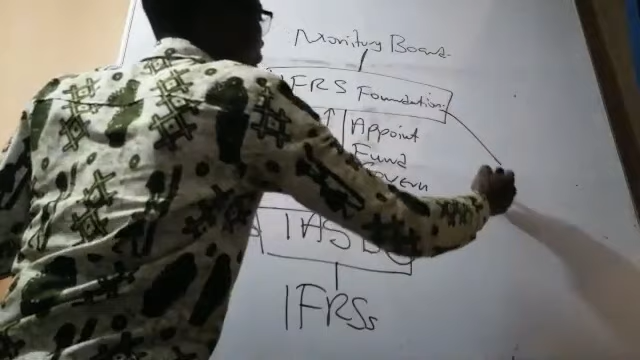 Monitoring Board
IFRS Foundation
Appoint
Fund
Govern
IASB
IFRSs